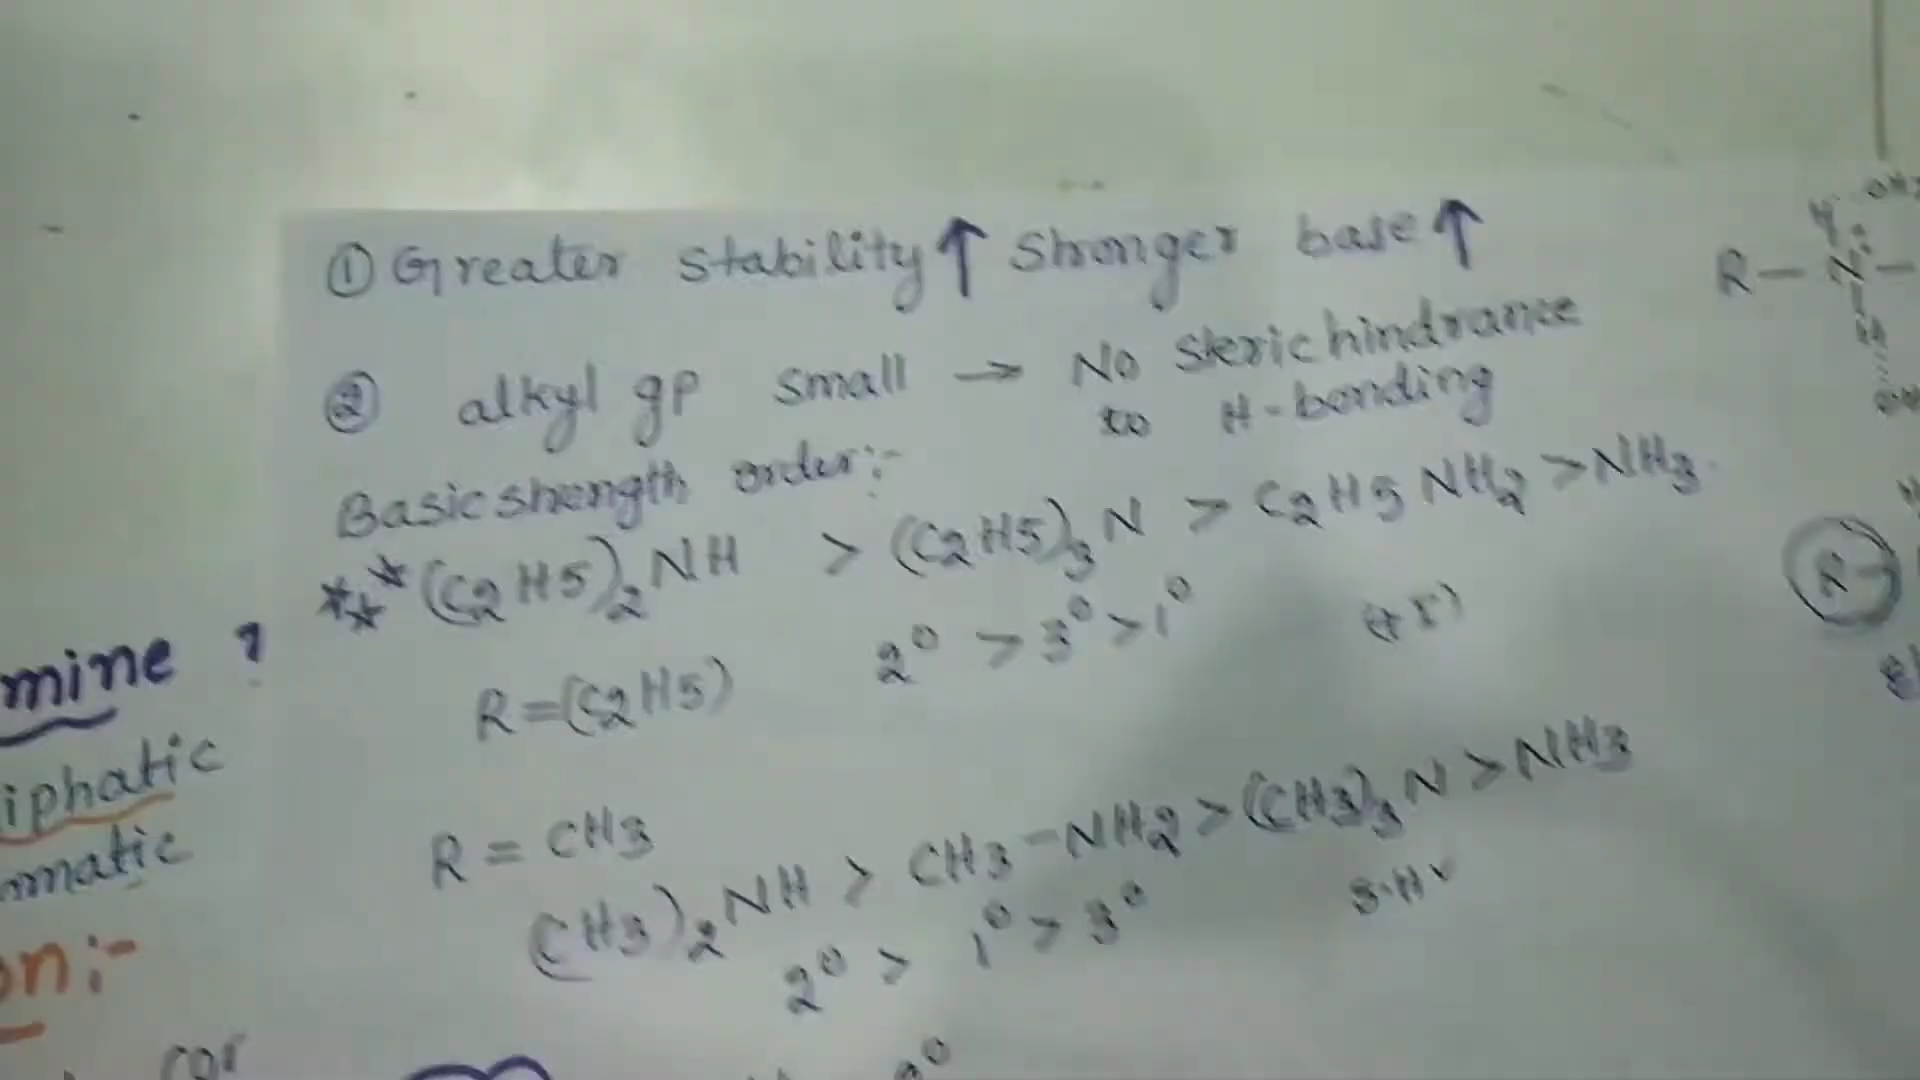 ① Greater stability ↑ Stronger base ↑
② alkyl gp small → No steric hindrance
to H-bonding
Basic strength order:-
*** (C2H5)2NH > (C2H5)3N > C2H5NH2 > NH3
2° > 3° > 1°
R=(C2H5)
R = CH3
(CH3)2NH > CH3-NH2 > (CH3)3N > NH3
2° > 1° > 3°
S.H
mine ?
iphatic
matic
on:-
R-N-
H
R-